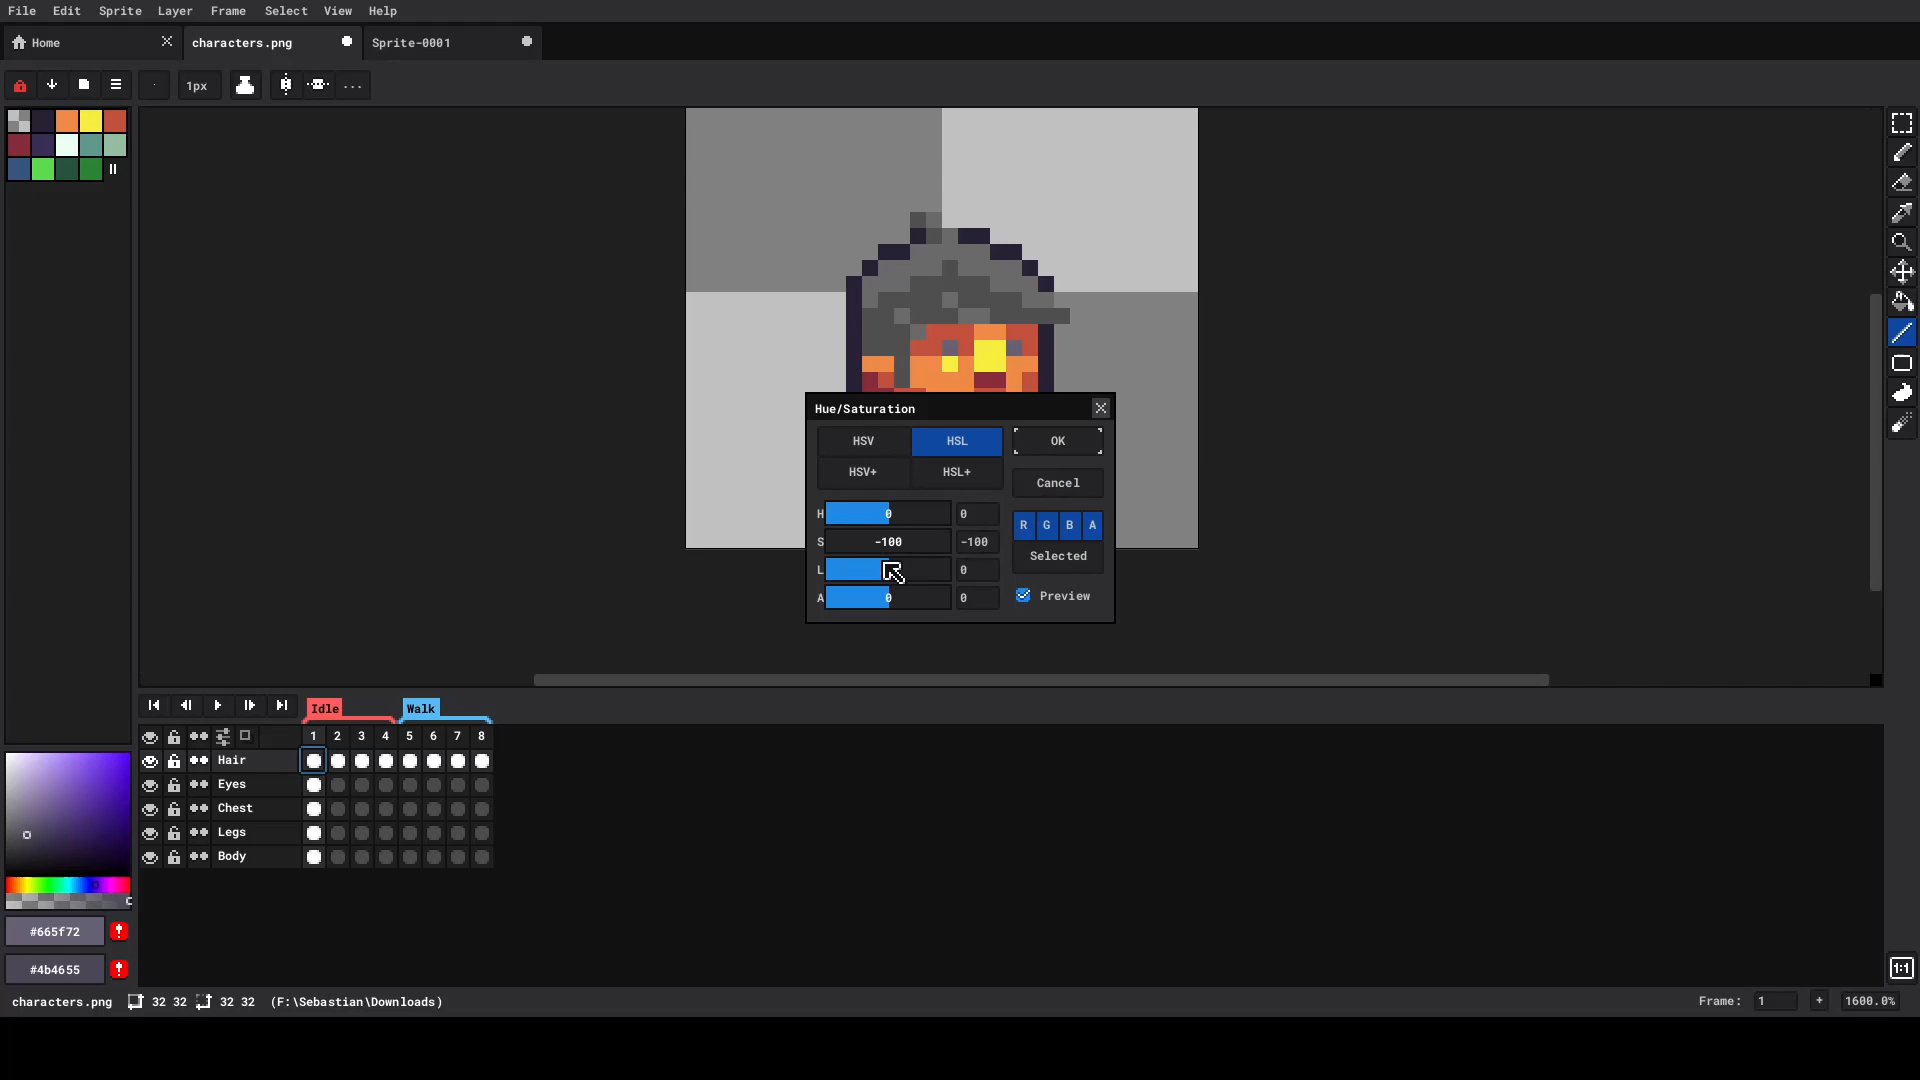 File Edit Sprite Layer Frame Select View Help
Home characters.png Sprite-0001
1px ...
Hue/Saturation
HSV HSL OK
HSV+ HSL+
Cancel
H 0 0
R G B A
S -100 -100
Selected
L 0
A 0 0
Preview
Idle Walk
1 2 3 4 5 6 7 8
Hair
Eyes
Chest
Legs
Body
#665f72
#4b4655
characters.png 32 32 32 32 (F:\Sebastian\Downloads) Frame: 1 + 1600.0%
1:1